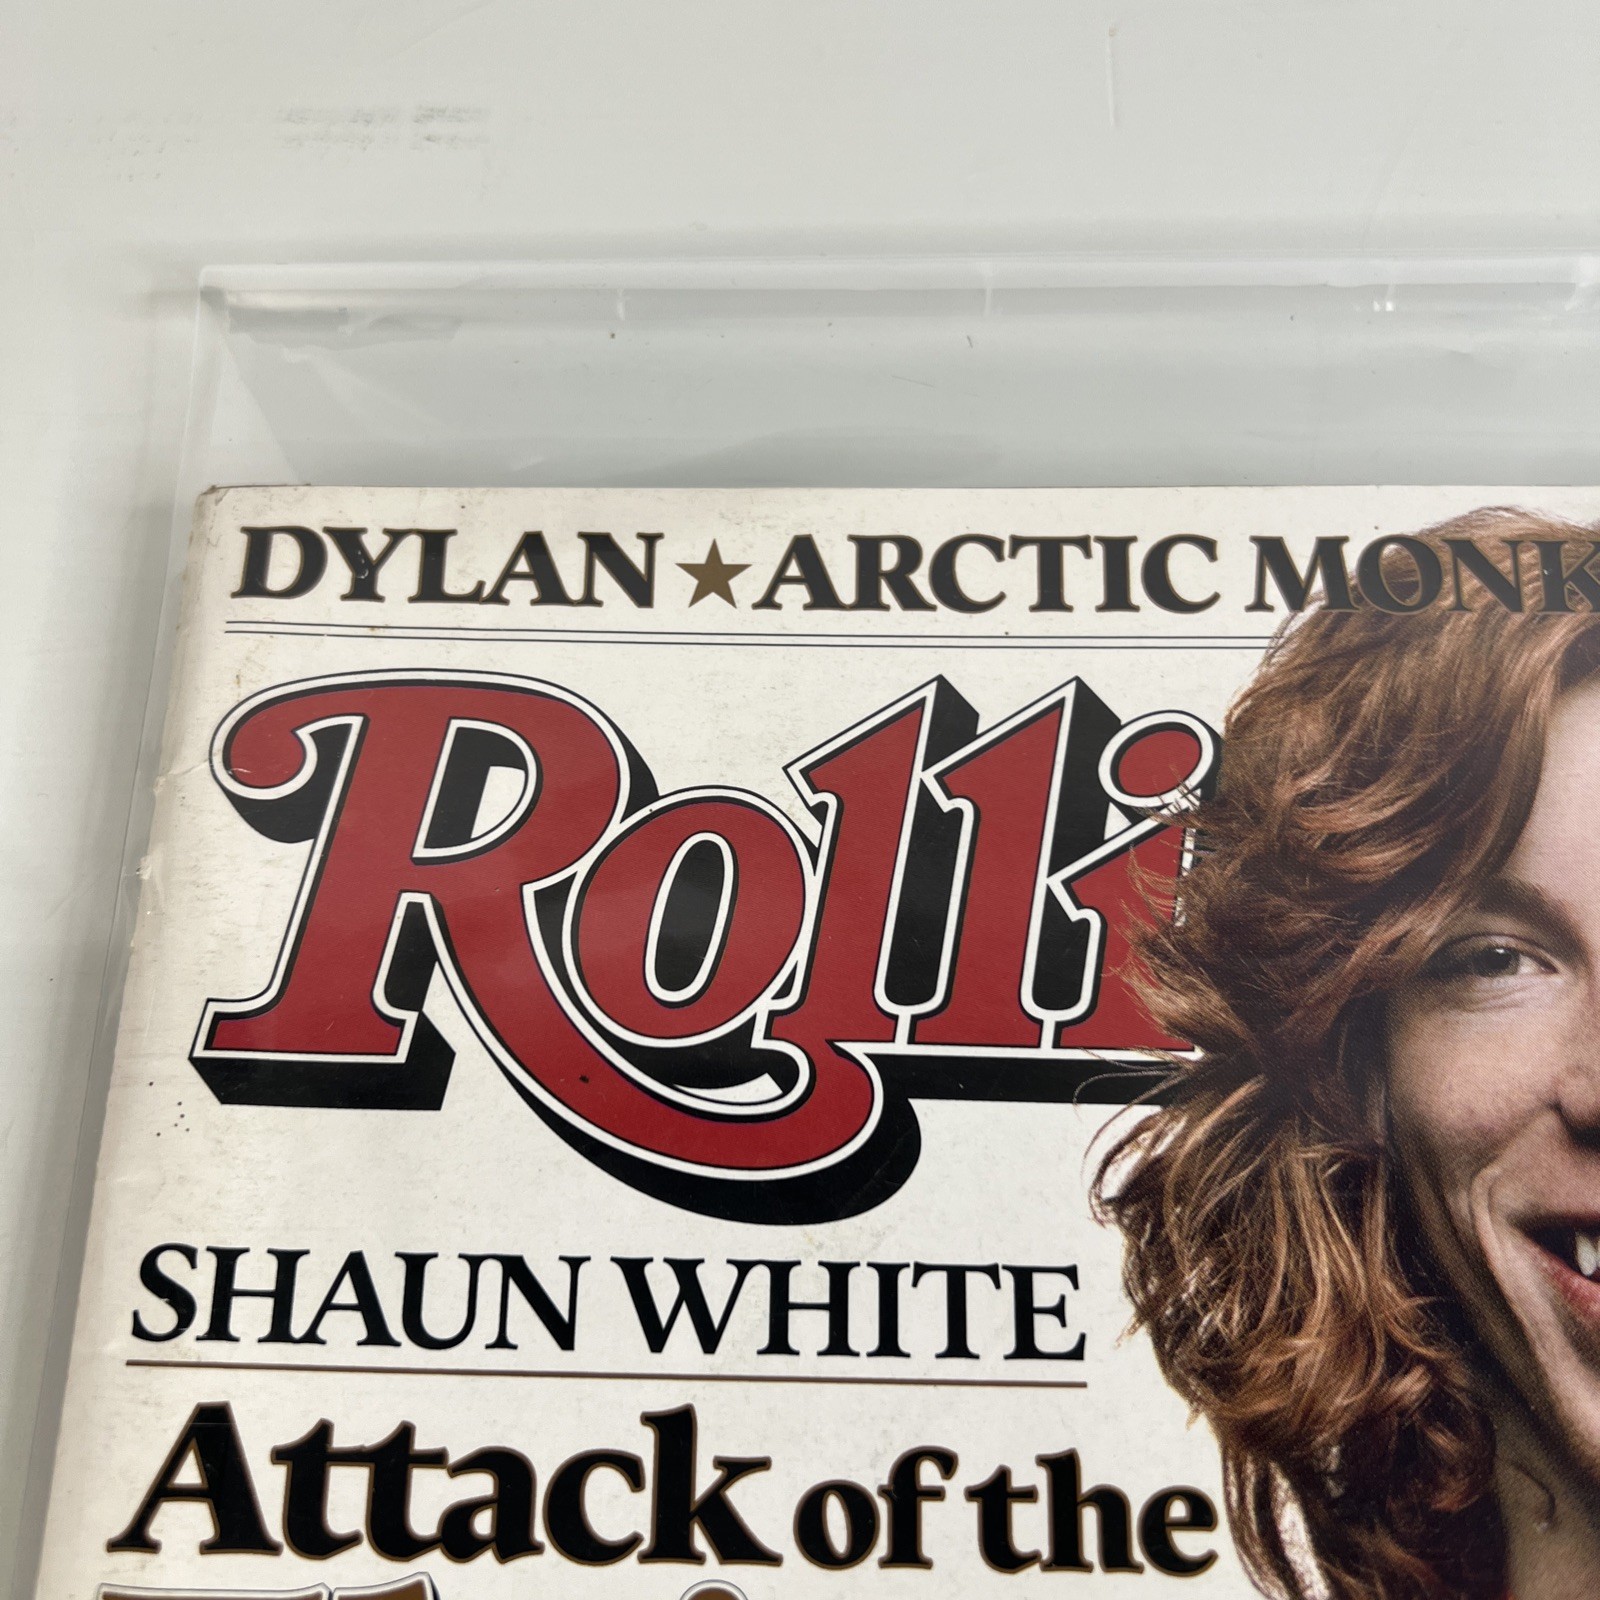 DYLAN ★ ARCTIC MONK
Rolli
SHAUN WHITE
Attack of the